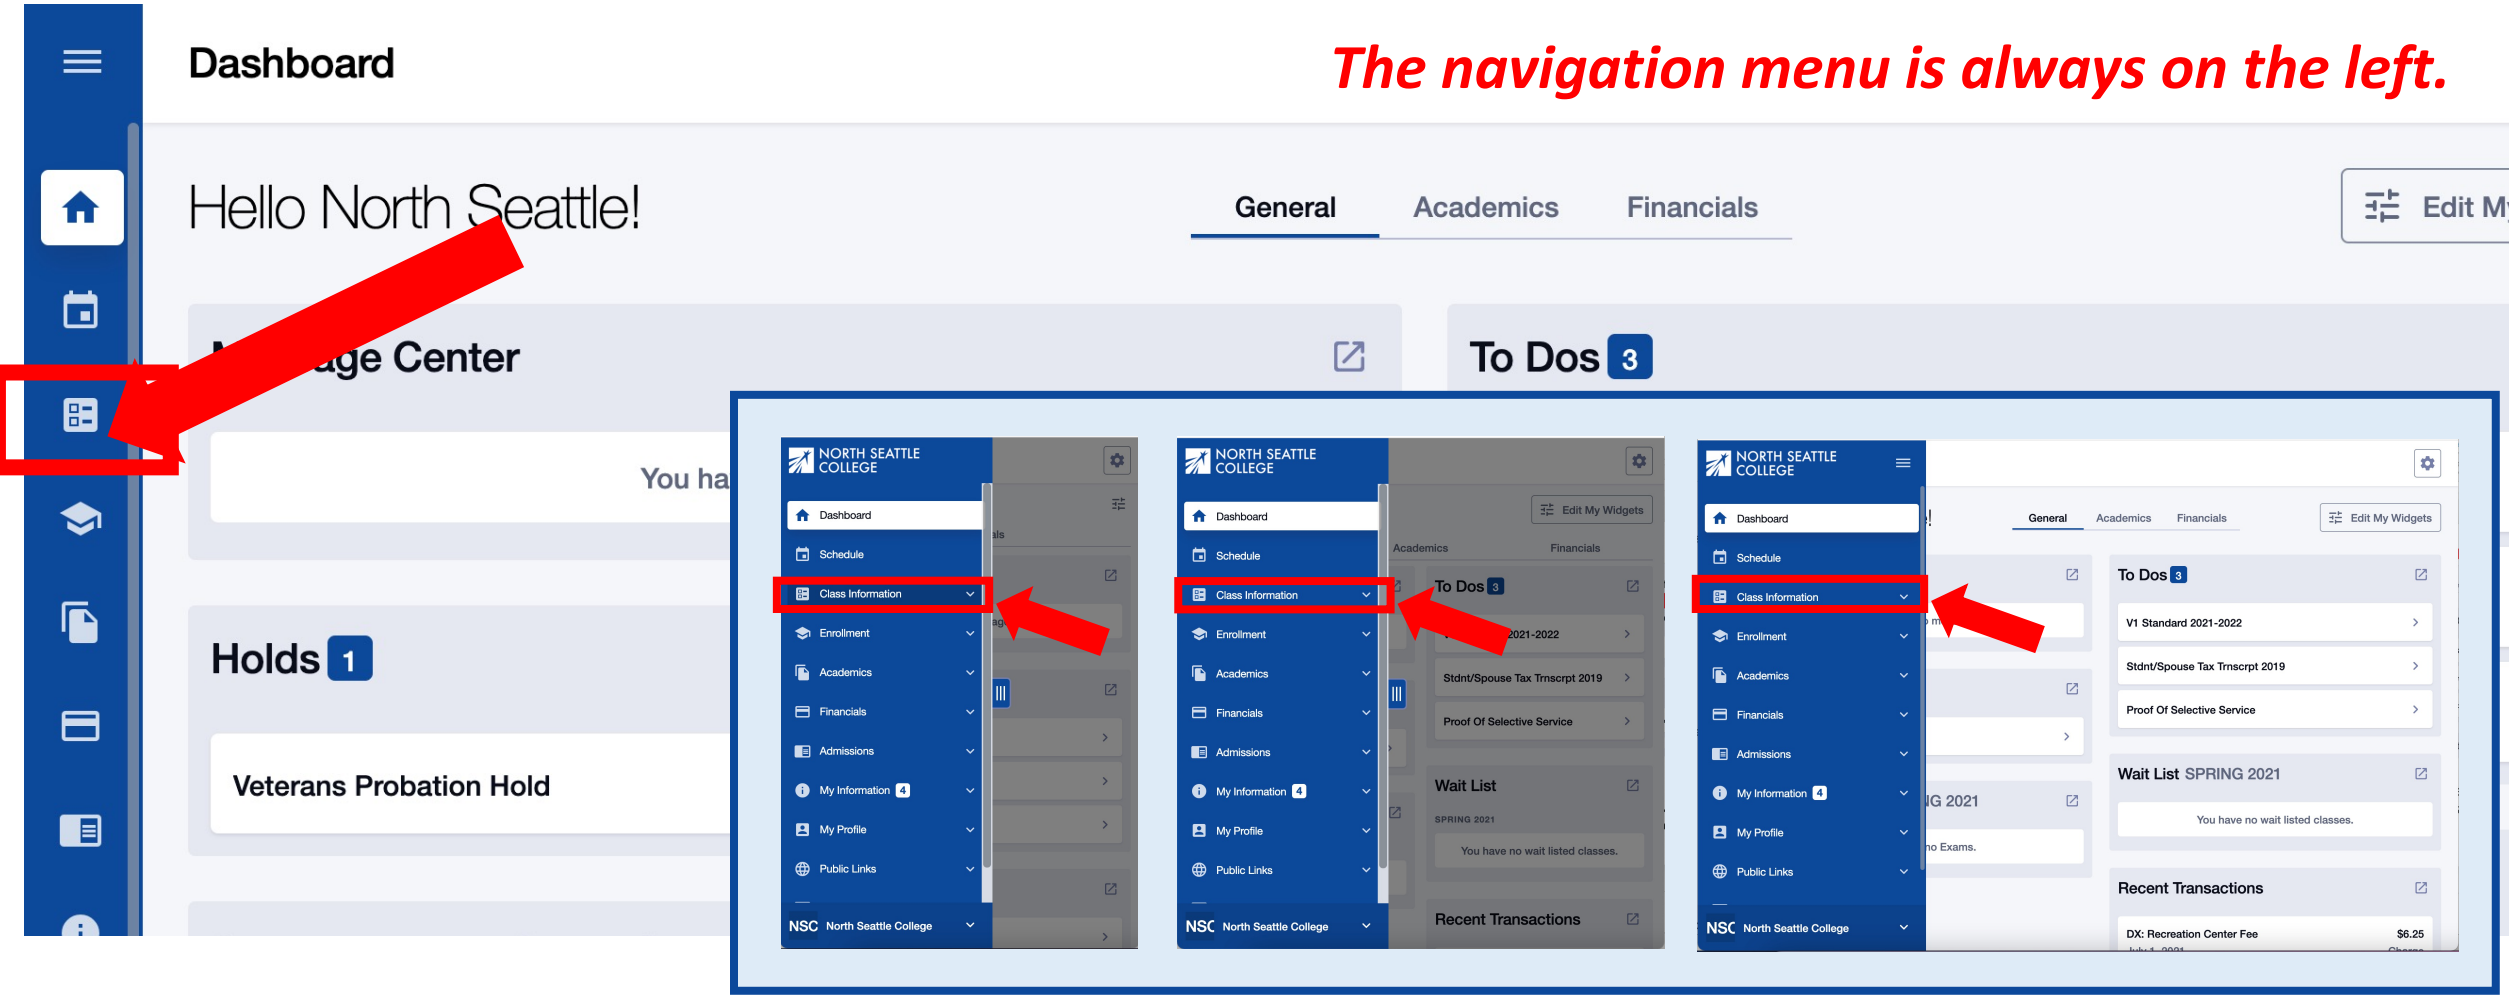 Dashboard
The navigation menu is always on the left.
Hello North Seattle!
General Academics Financials
Edit My
age Center
To Dos 3
You ha
Holds 1
Veterans Probation Hold
NORTH SEATTLE
COLLEGE
Dashboard
Schedule
Class Information
Enrollment
Academics
Financials
Admissions
My Information 4
My Profile
Public Links
NSC North Seattle College
als
NORTH SEATTLE
COLLEGE
Dashboard
Schedule
Class Information
Enrollment
Academics
Financials
Admissions
My Information 4
My Profile
Public Links
NSC North Seattle College
Edit My Widgets
Academics Financials
To Dos 3
2021-2022
Stdnt/Spouse Tax Trnscrpt 2019
Proof Of Selective Service
Wait List
SPRING 2021
You have no wait listed classes.
Recent Transactions
NORTH SEATTLE
COLLEGE
Dashboard
Schedule
Class Information
Enrollment
Academics
Financials
Admissions
My Information 4
My Profile
Public Links
NSC North Seattle College
General Academics Financials
Edit My Widgets
NG 2021
no Exams.
To Dos 3
V1 Standard 2021-2022
Stdnt/Spouse Tax Trnscrpt 2019
Proof Of Selective Service
Wait List SPRING 2021
You have no wait listed classes.
Recent Transactions
DX: Recreation Center Fee $6.25
July 1, 2021 Charge